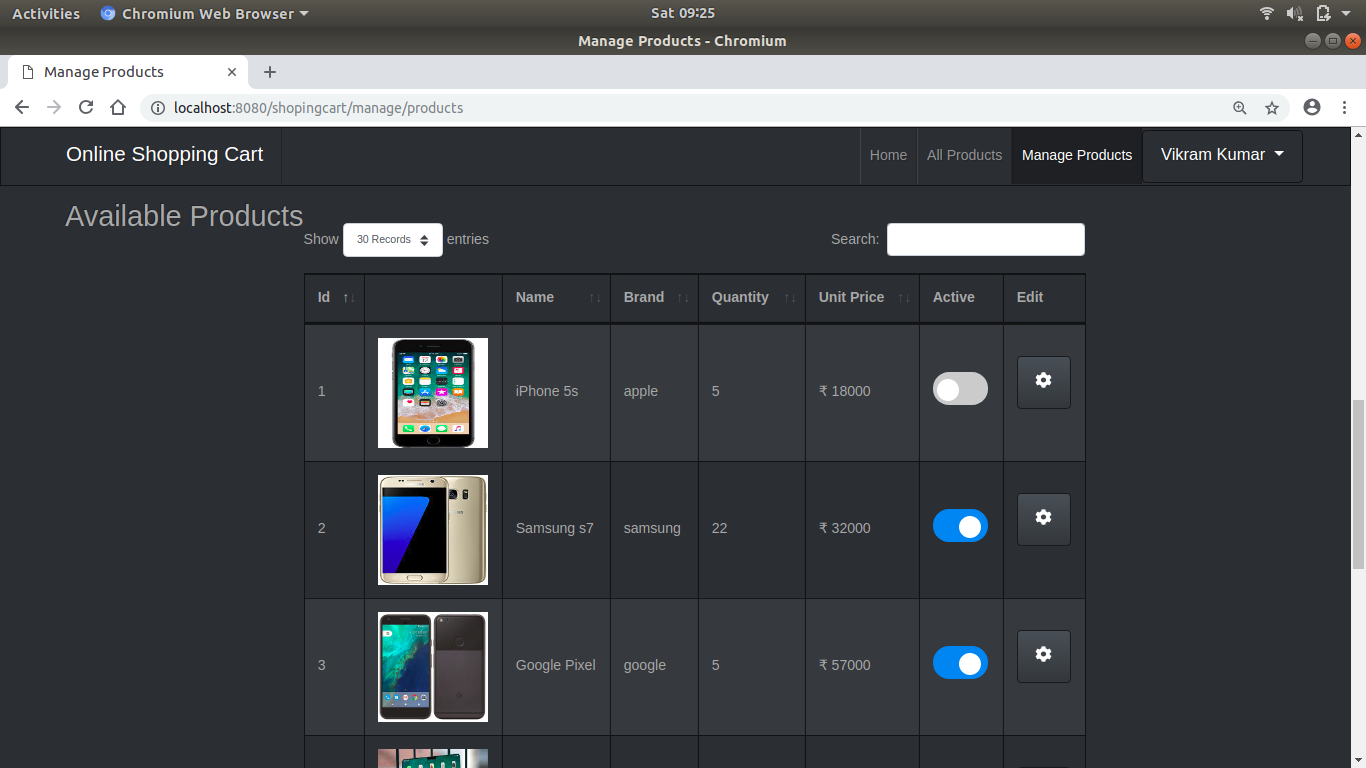 Activities Chromium Web Browser Sat 09:25
Manage Products - Chromium
Manage Products
localhost:8080/shopingcart/manage/products
Online Shopping Cart Home All Products Manage Products Vikram Kumar
Available Products
Show 30 Records entries Search:
Id Name Brand Quantity Unit Price Active Edit
1 iPhone 5s apple 5 ₹ 18000
2 Samsung s7 samsung 22 ₹ 32000
3 Google Pixel google 5 ₹ 57000